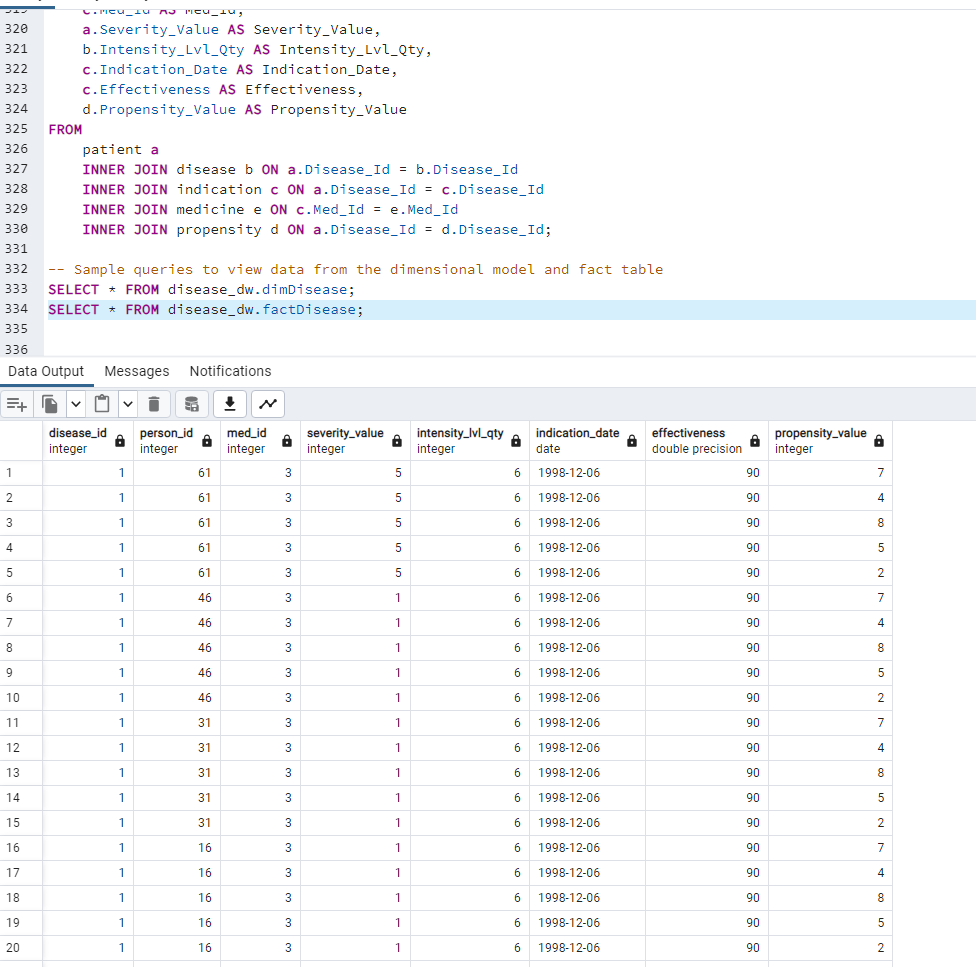 319 c.Med_Id AS Med_Id,
320 a.Severity_Value AS Severity_Value,
321 b.Intensity_Lvl_Qty AS Intensity_Lvl_Qty,
322 c.Indication_Date AS Indication_Date,
323 c.Effectiveness AS Effectiveness,
324 d.Propensity_Value AS Propensity_Value
325 FROM
326 patient a
327 INNER JOIN disease b ON a.Disease_Id = b.Disease_Id
328 INNER JOIN indication c ON a.Disease_Id = c.Disease_Id
329 INNER JOIN medicine e ON c.Med_Id = e.Med_Id
330 INNER JOIN propensity d ON a.Disease_Id = d.Disease_Id;
331
332 -- Sample queries to view data from the dimensional model and fact table
333 SELECT * FROM disease_dw.dimDisease;
334 SELECT * FROM disease_dw.factDisease;
335
336
Data Output Messages Notifications
disease_id person_id med_id severity_value intensity_lvl_qty indication_date effectiveness propensity_value
integer integer integer integer integer date double precision integer
1 1 61 3 5 6 1998-12-06 90 7
2 1 61 3 5 6 1998-12-06 90 4
3 1 61 3 5 6 1998-12-06 90 8
4 1 61 3 5 6 1998-12-06 90 5
5 1 61 3 5 6 1998-12-06 90 2
6 1 46 3 1 6 1998-12-06 90 7
7 1 46 3 1 6 1998-12-06 90 4
8 1 46 3 1 6 1998-12-06 90 8
9 1 46 3 1 6 1998-12-06 90 5
10 1 46 3 1 6 1998-12-06 90 2
11 1 31 3 1 6 1998-12-06 90 7
12 1 31 3 1 6 1998-12-06 90 4
13 1 31 3 1 6 1998-12-06 90 8
14 1 31 3 1 6 1998-12-06 90 5
15 1 31 3 1 6 1998-12-06 90 2
16 1 16 3 1 6 1998-12-06 90 7
17 1 16 3 1 6 1998-12-06 90 4
18 1 16 3 1 6 1998-12-06 90 8
19 1 16 3 1 6 1998-12-06 90 5
20 1 16 3 1 6 1998-12-06 90 2